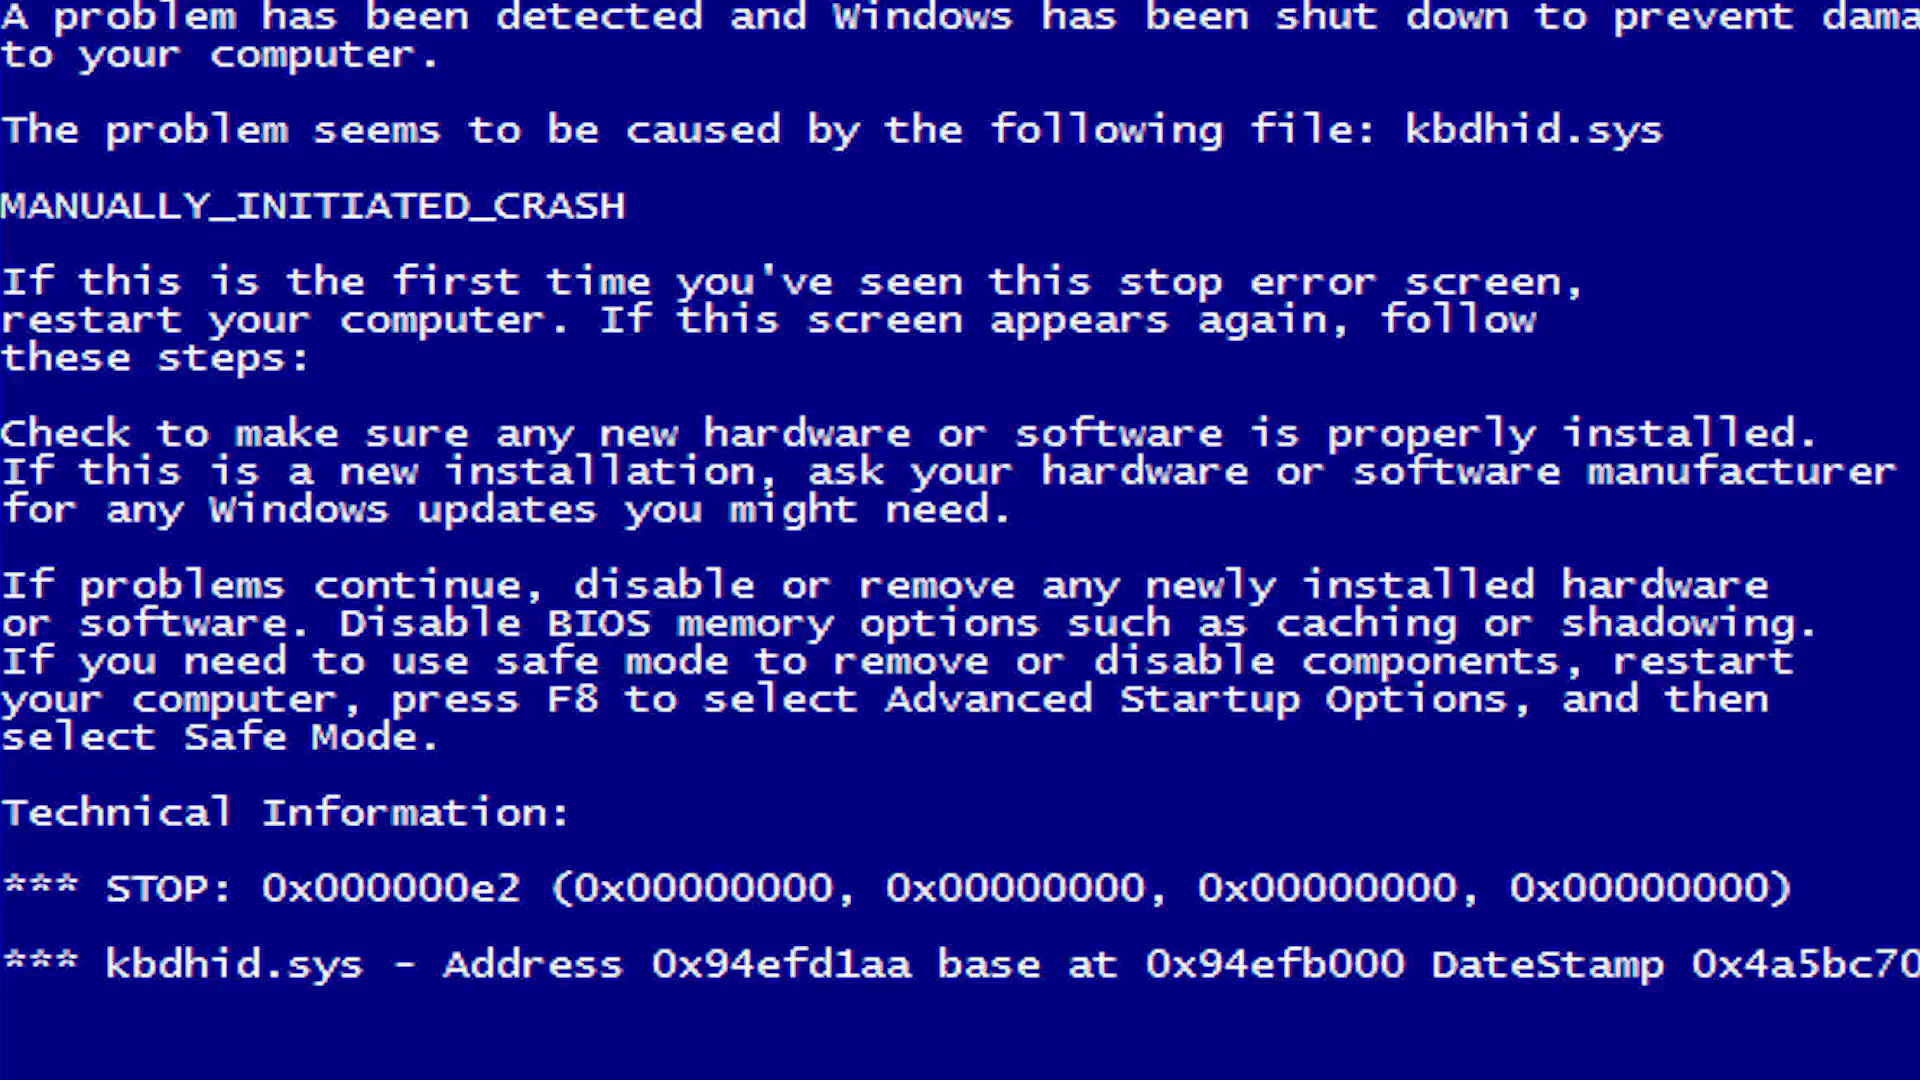 A problem has been detected and Windows has been shut down to prevent dama
to your computer.
The problem seems to be caused by the following file: kbdhid.sys
MANUALLY_INITIATED_CRASH
If this is the first time you've seen this stop error screen,
restart your computer. If this screen appears again, follow
these steps:
Check to make sure any new hardware or software is properly installed.
If this is a new installation, ask your hardware or software manufacturer
for any Windows updates you might need.
If problems continue, disable or remove any newly installed hardware
or software. Disable BIOS memory options such as caching or shadowing.
If you need to use safe mode to remove or disable components, restart
your computer, press F8 to select Advanced Startup Options, and then
select Safe Mode.
Technical Information:
*** STOP: 0x000000e2 (0x00000000, 0x00000000, 0x00000000, 0x00000000)
*** kbdhid.sys - Address 0x94efd1aa base at 0x94efb000 DateStamp 0x4a5bc70